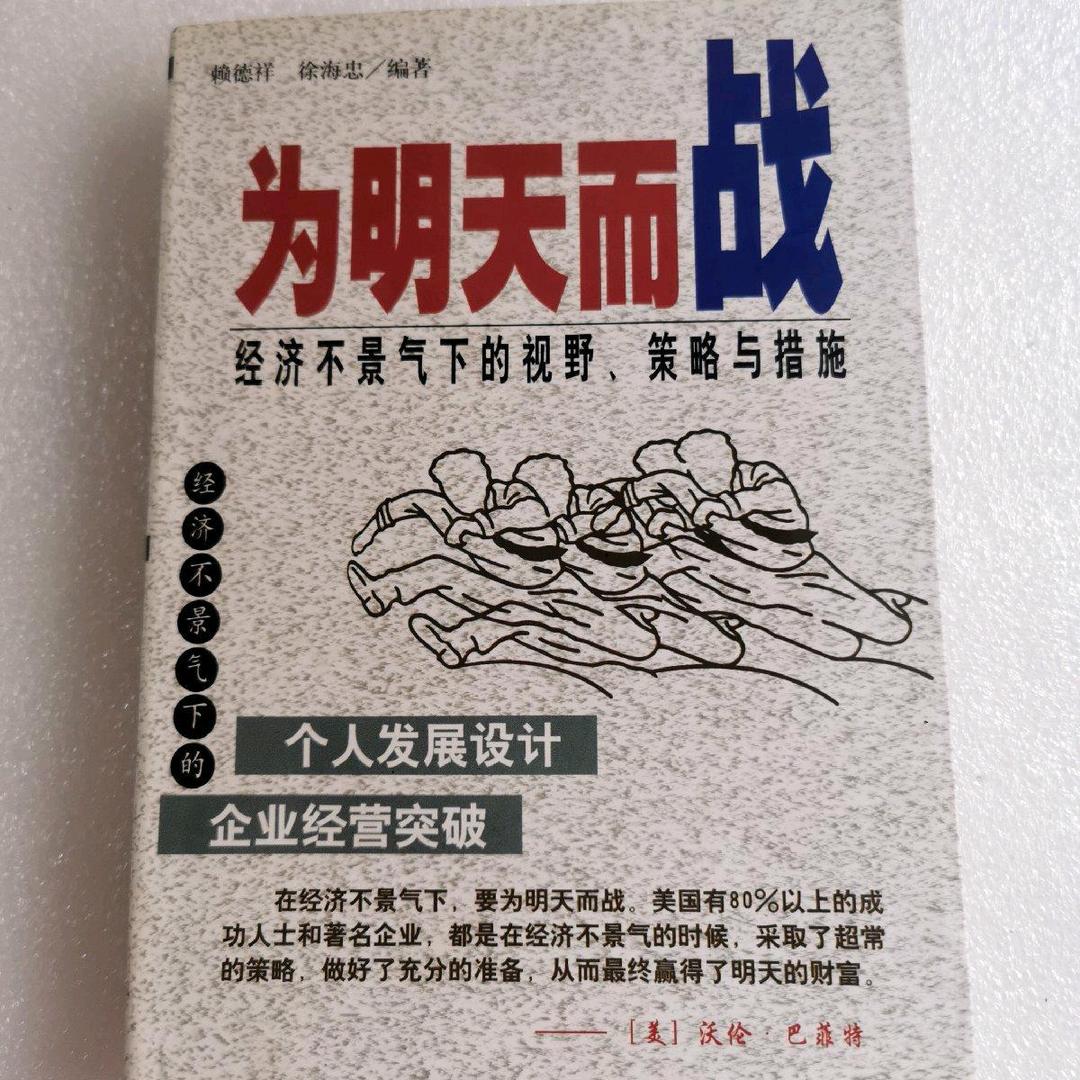 赖德祥 徐海忠/编著
为明天而战
经济不景气下的视野、策略与措施
经济不景气下的
个人发展设计
企业经营突破
在经济不景气下，要为明天而战。美国有80%以上的成
功人士和著名企业，都是在经济不景气的时候，采取了超常
的策略，做好了充分的准备，从而最终赢得了明天的财富。
——［美］沃伦·巴菲特